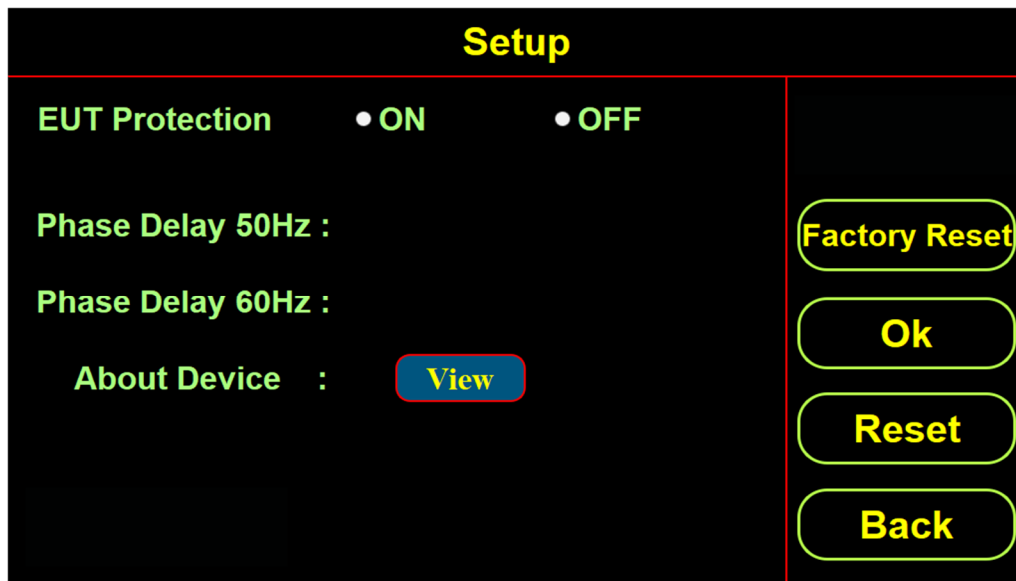 Setup
EUT Protection ON OFF
Phase Delay 50Hz :
Phase Delay 60Hz :
About Device : View
Factory Reset
Ok
Reset
Back